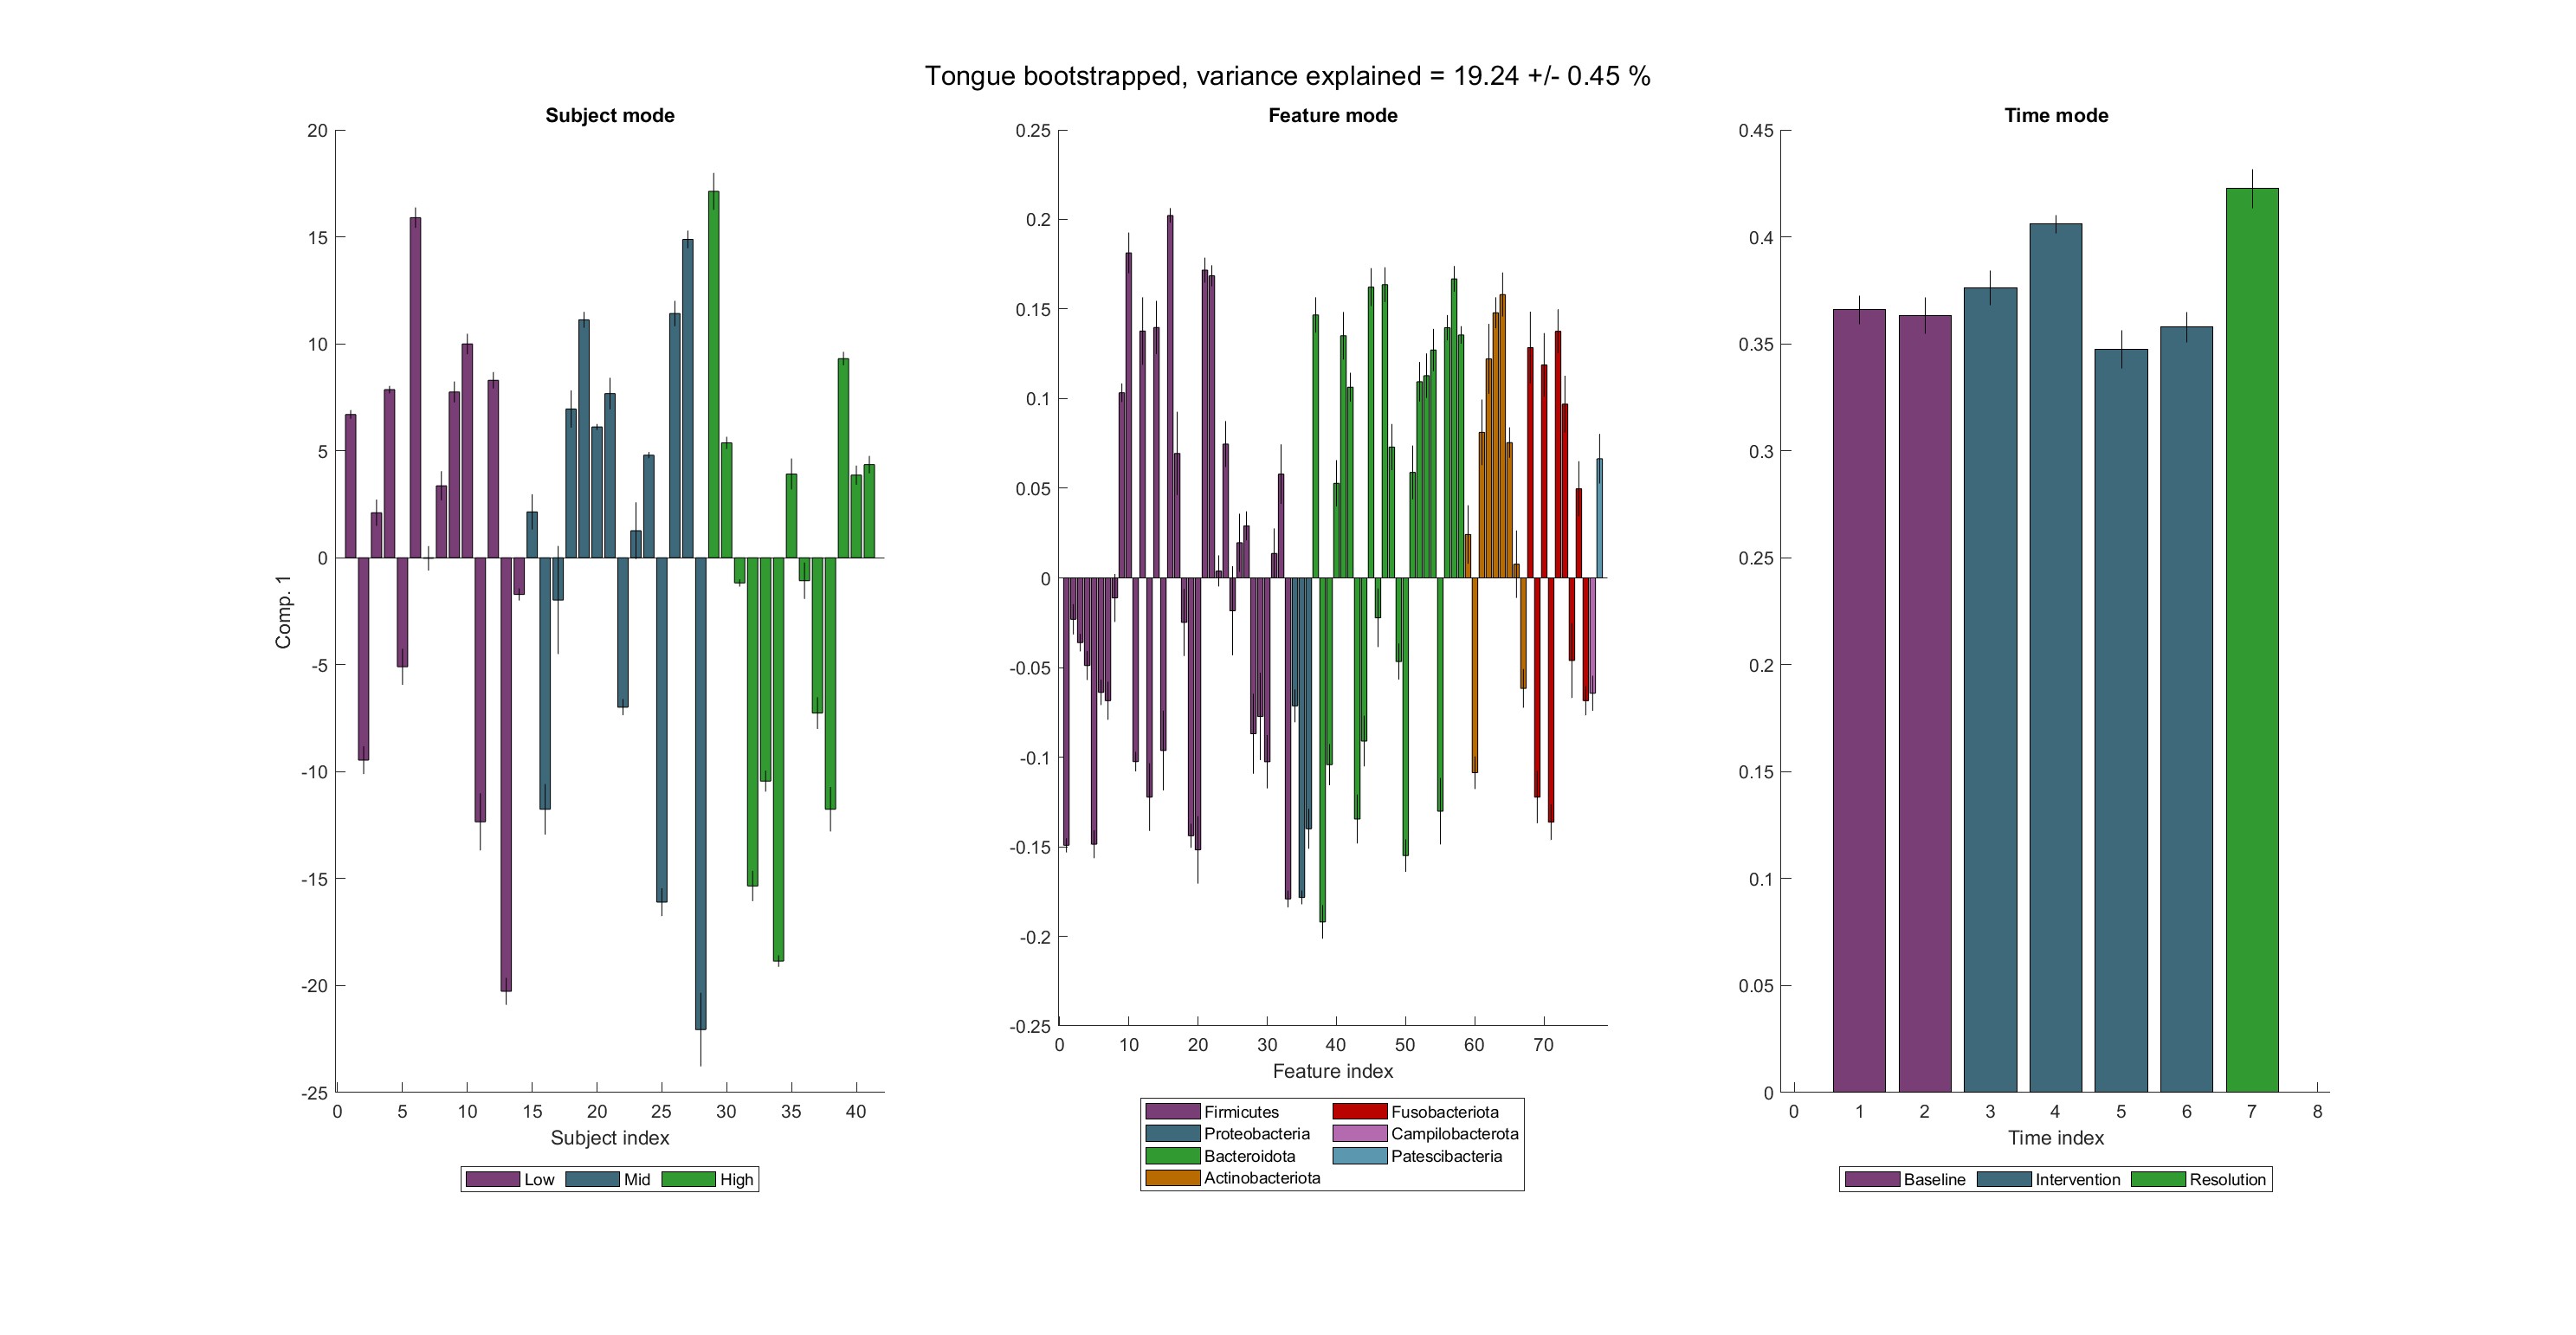 Tongue bootstrapped, variance explained = 19.24 +/- 0.45 %
Subject mode
20
15
10
5
0
-5
-10
-15
-20
-25
Comp. 1
0 5 10 15 20 25 30 35 40
Subject index
Low Mid High
Feature mode
0.25
0.2
0.15
0.1
0.05
0
-0.05
-0.1
-0.15
-0.2
-0.25
0 10 20 30 40 50 60 70
Feature index
Firmicutes Fusobacteriota
Proteobacteria Campilobacterota
Bacteroidota Patescibacteria
Actinobacteriota
Time mode
0.45
0.4
0.35
0.3
0.25
0.2
0.15
0.1
0.05
0
0 1 2 3 4 5 6 7 8
Time index
Baseline Intervention Resolution